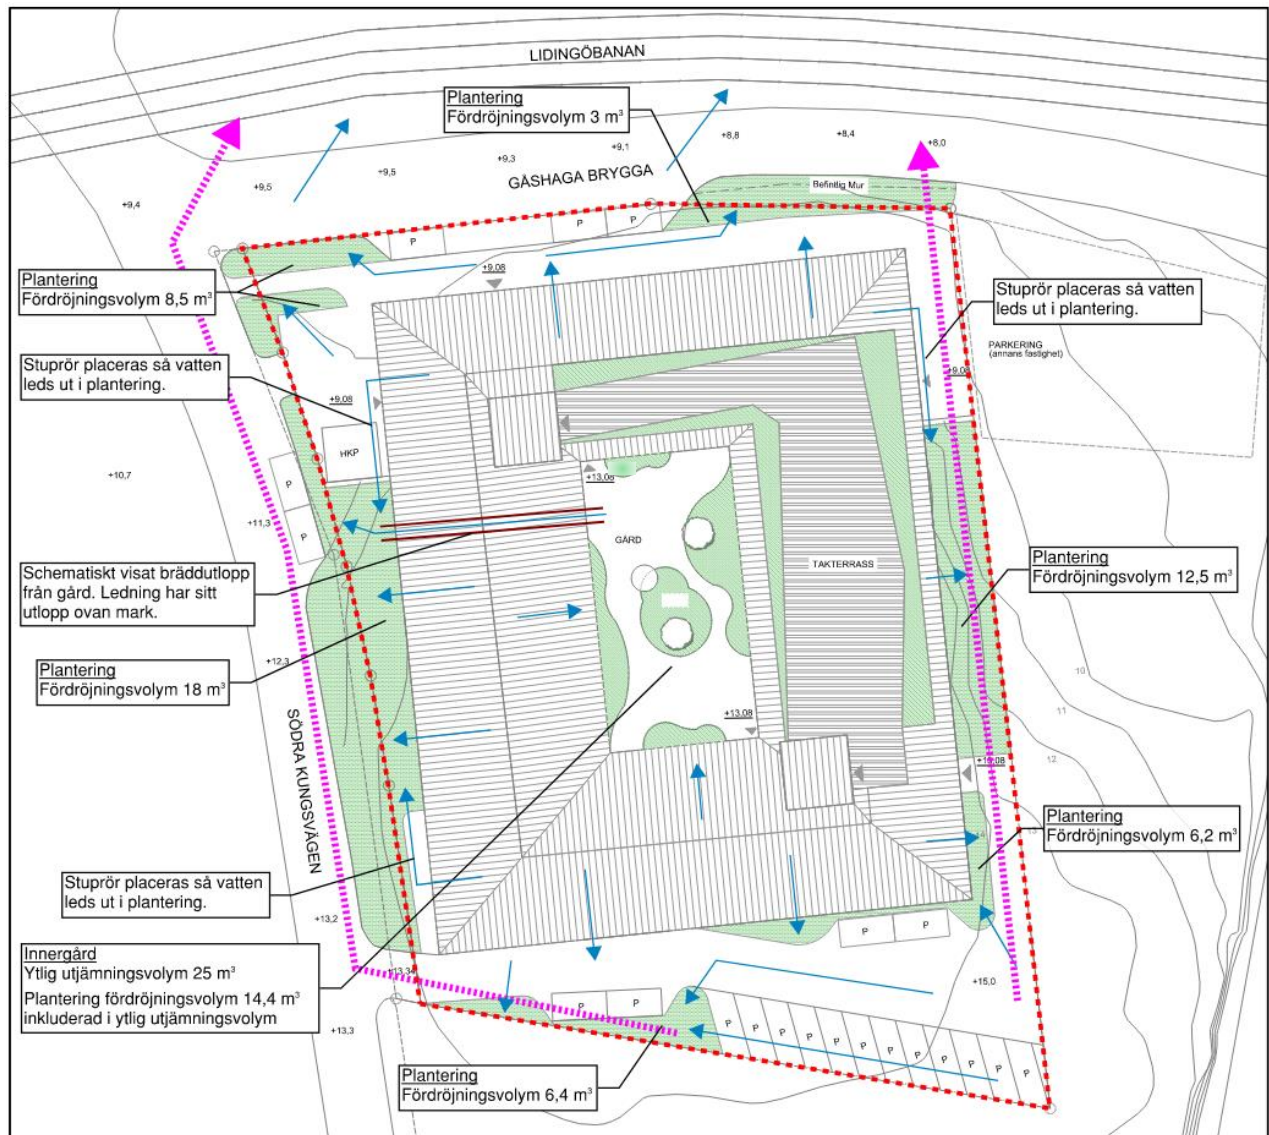 LIDINGÖBANAN
Plantering
Fördröjningsvolym 3 m³
+8,8
+8,4
+8,0
+9,1
+9,3
+9,5
+9,5
+9,4
GÅSHAGA BRYGGA
Befintlig Mur
P
P
P
Plantering
Fördröjningsvolym 8,5 m³
+9.08
Stuprör placeras så vatten
leds ut i plantering.
PARKERING
(annans fastighet)
+9.08
Stuprör placeras så vatten
leds ut i plantering.
+9.08
HKP
+10,7
P
P
+11,3
+13.08
GÅRD
TAKTERRASS
Schematiskt visat bräddutlopp
från gård. Ledning har sitt
utlopp ovan mark.
Plantering
Fördröjningsvolym 12,5 m³
+12,3
Plantering
Fördröjningsvolym 18 m³
10
11
12
13
14
SÖDRA KUNGSVÄGEN
+13.08
Plantering
Fördröjningsvolym 6,2 m³
Stuprör placeras så vatten
leds ut i plantering.
+13,2
P
P
Innergård
Ytlig utjämningsvolym 25 m³
Plantering fördröjningsvolym 14,4 m³
inkluderad i ytlig utjämningsvolym
+13,34
+15,0
+13,3
P
P
P P P P P P P P P P P P
Plantering
Fördröjningsvolym 6,4 m³